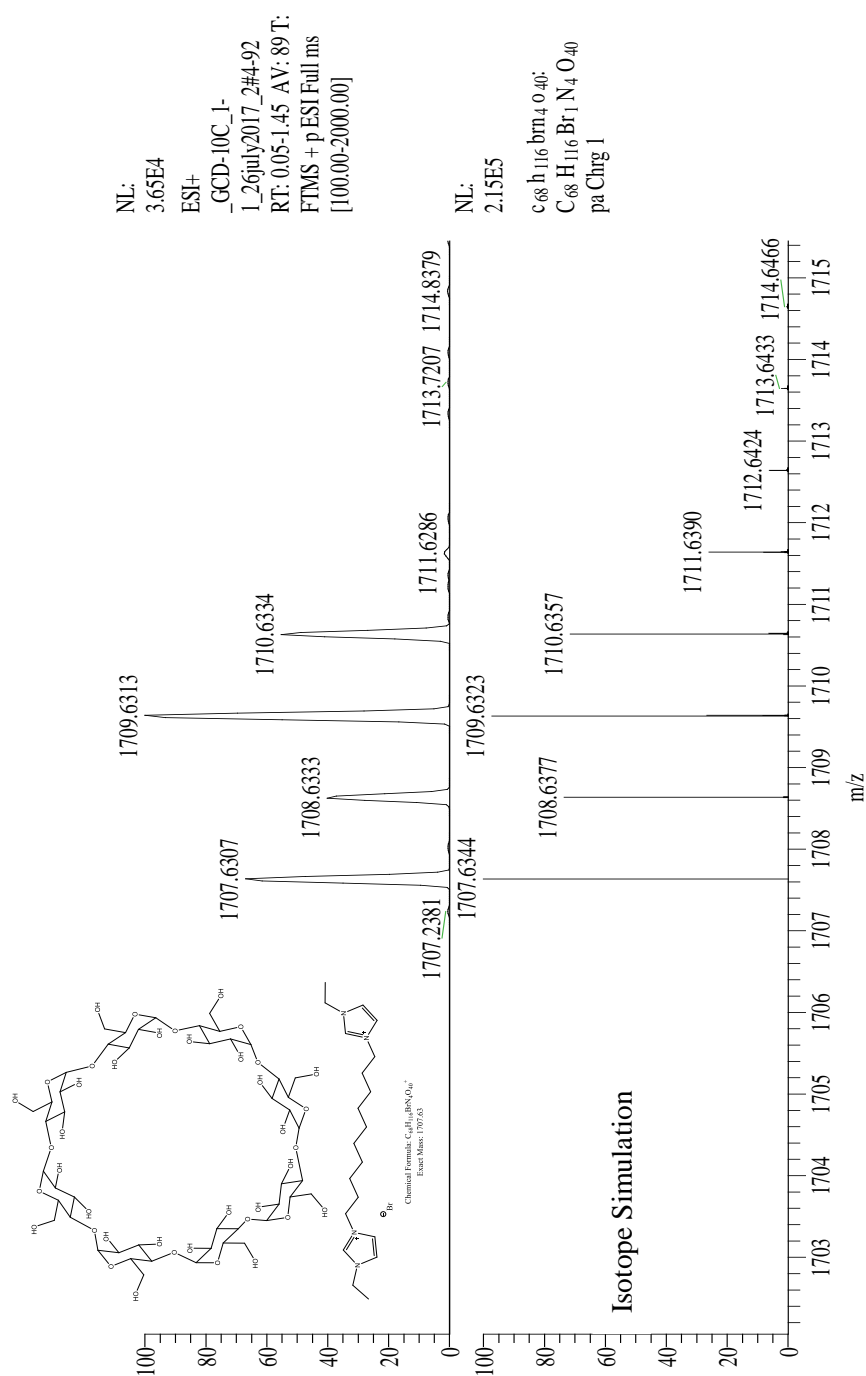 NL:
3.65E4
ESI+
_GCD-10C_1-
1_26july2017_2#4-92
RT: 0.05-1.45 AV: 89 T:
FTMS + p ESI Full ms
[100.00-2000.00]
NL:
2.15E5
c68 h116 brn4 o40:
C68 H116 Br1 N4 O40
pa Chrg 1
100
80
60
40
20
0
1707.2381
1707.6307
1708.6333
1709.6313
1710.6334
1711.6286
1713.7207
1714.8379
Chemical Formula: C68H116BrN4O40+
Exact Mass: 1707.63
Br
100
80
60
40
20
0
1707.6344
1708.6377
1709.6323
1710.6357
1711.6390
1712.6424
1713.6433
1714.6466
Isotope Simulation
1703 1704 1705 1706 1707 1708 1709 1710 1711 1712 1713 1714 1715
m/z